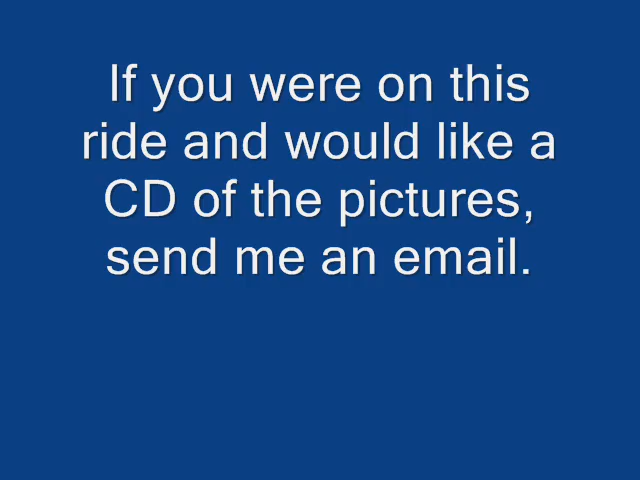 If you were on this
ride and would like a
CD of the pictures,
send me an email.